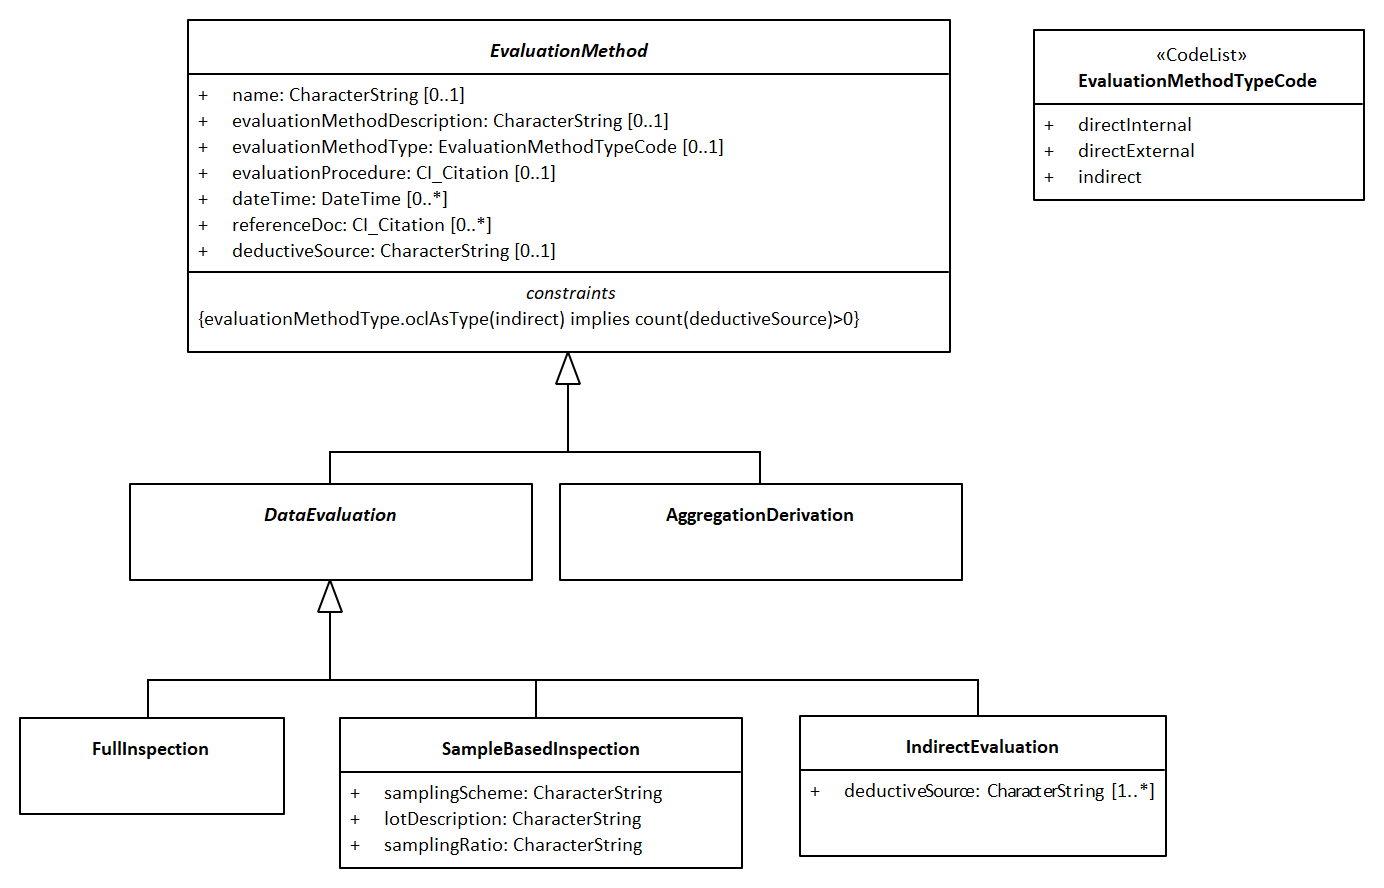 EvaluationMethod
+ name: CharacterString [0..1]
+ evaluationMethodDescription: CharacterString [0..1]
+ evaluationMethodType: EvaluationMethodTypeCode [0..1]
+ evaluationProcedure: CI_Citation [0..1]
+ dateTime: DateTime [0..*]
+ referenceDoc: CI_Citation [0..*]
+ deductiveSource: CharacterString [0..1]
constraints
{evaluationMethodType.oclAsType(indirect) implies count(deductiveSource)>0}
«CodeList»
EvaluationMethodTypeCode
+ directInternal
+ directExternal
+ indirect
DataEvaluation
AggregationDerivation
FullInspection
SampleBasedInspection
+ samplingScheme: CharacterString
+ lotDescription: CharacterString
+ samplingRatio: CharacterString
IndirectEvaluation
+ deductiveSource: CharacterString [1..*]